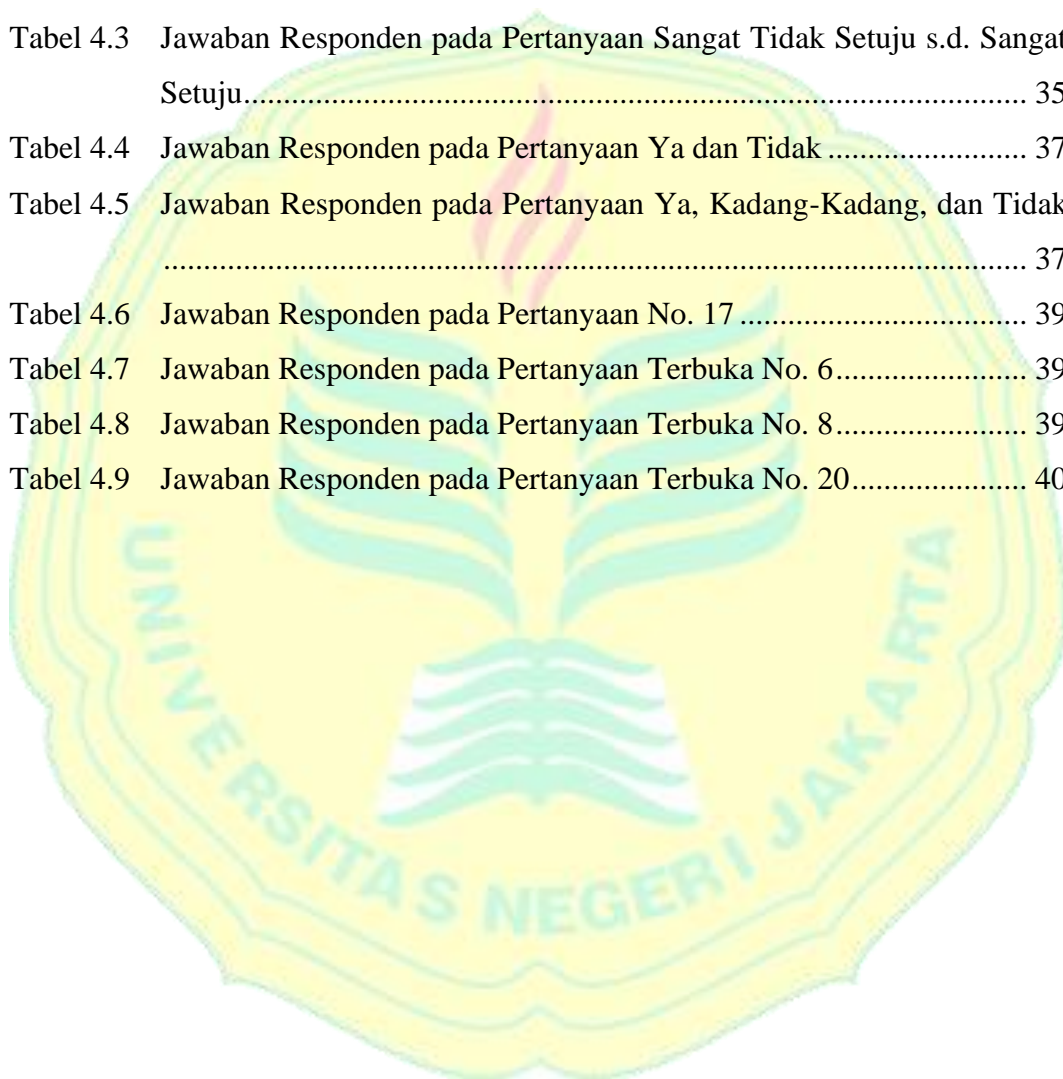 Tabel 4.3 Jawaban Responden pada Pertanyaan Sangat Tidak Setuju s.d. Sangat
Setuju.................................................................................................. 35
Tabel 4.4 Jawaban Responden pada Pertanyaan Ya dan Tidak ......................... 37
Tabel 4.5 Jawaban Responden pada Pertanyaan Ya, Kadang-Kadang, dan Tidak
............................................................................................................ 37
Tabel 4.6 Jawaban Responden pada Pertanyaan No. 17 .................................... 39
Tabel 4.7 Jawaban Responden pada Pertanyaan Terbuka No. 6........................ 39
Tabel 4.8 Jawaban Responden pada Pertanyaan Terbuka No. 8........................ 39
Tabel 4.9 Jawaban Responden pada Pertanyaan Terbuka No. 20...................... 40
UNIVERSITAS NEGERI JAKARTA